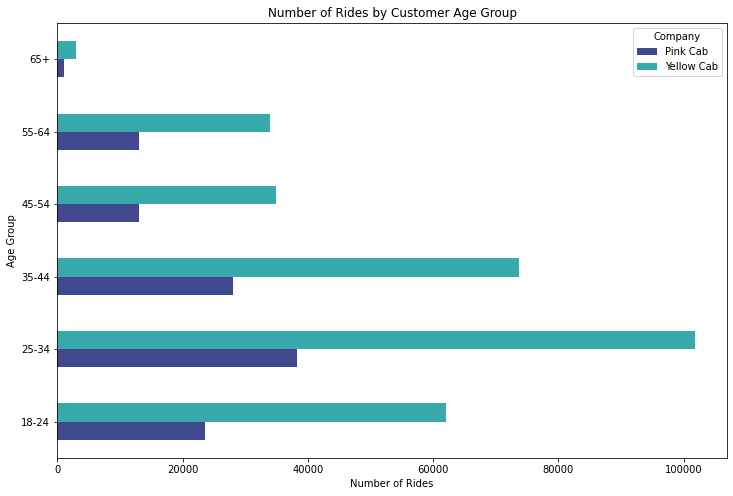 Number of Rides by Customer Age Group
Company
Pink Cab
Yellow Cab
Age Group
65+
55-64
45-54
35-44
25-34
18-24
0 20000 40000 60000 80000 100000
Number of Rides